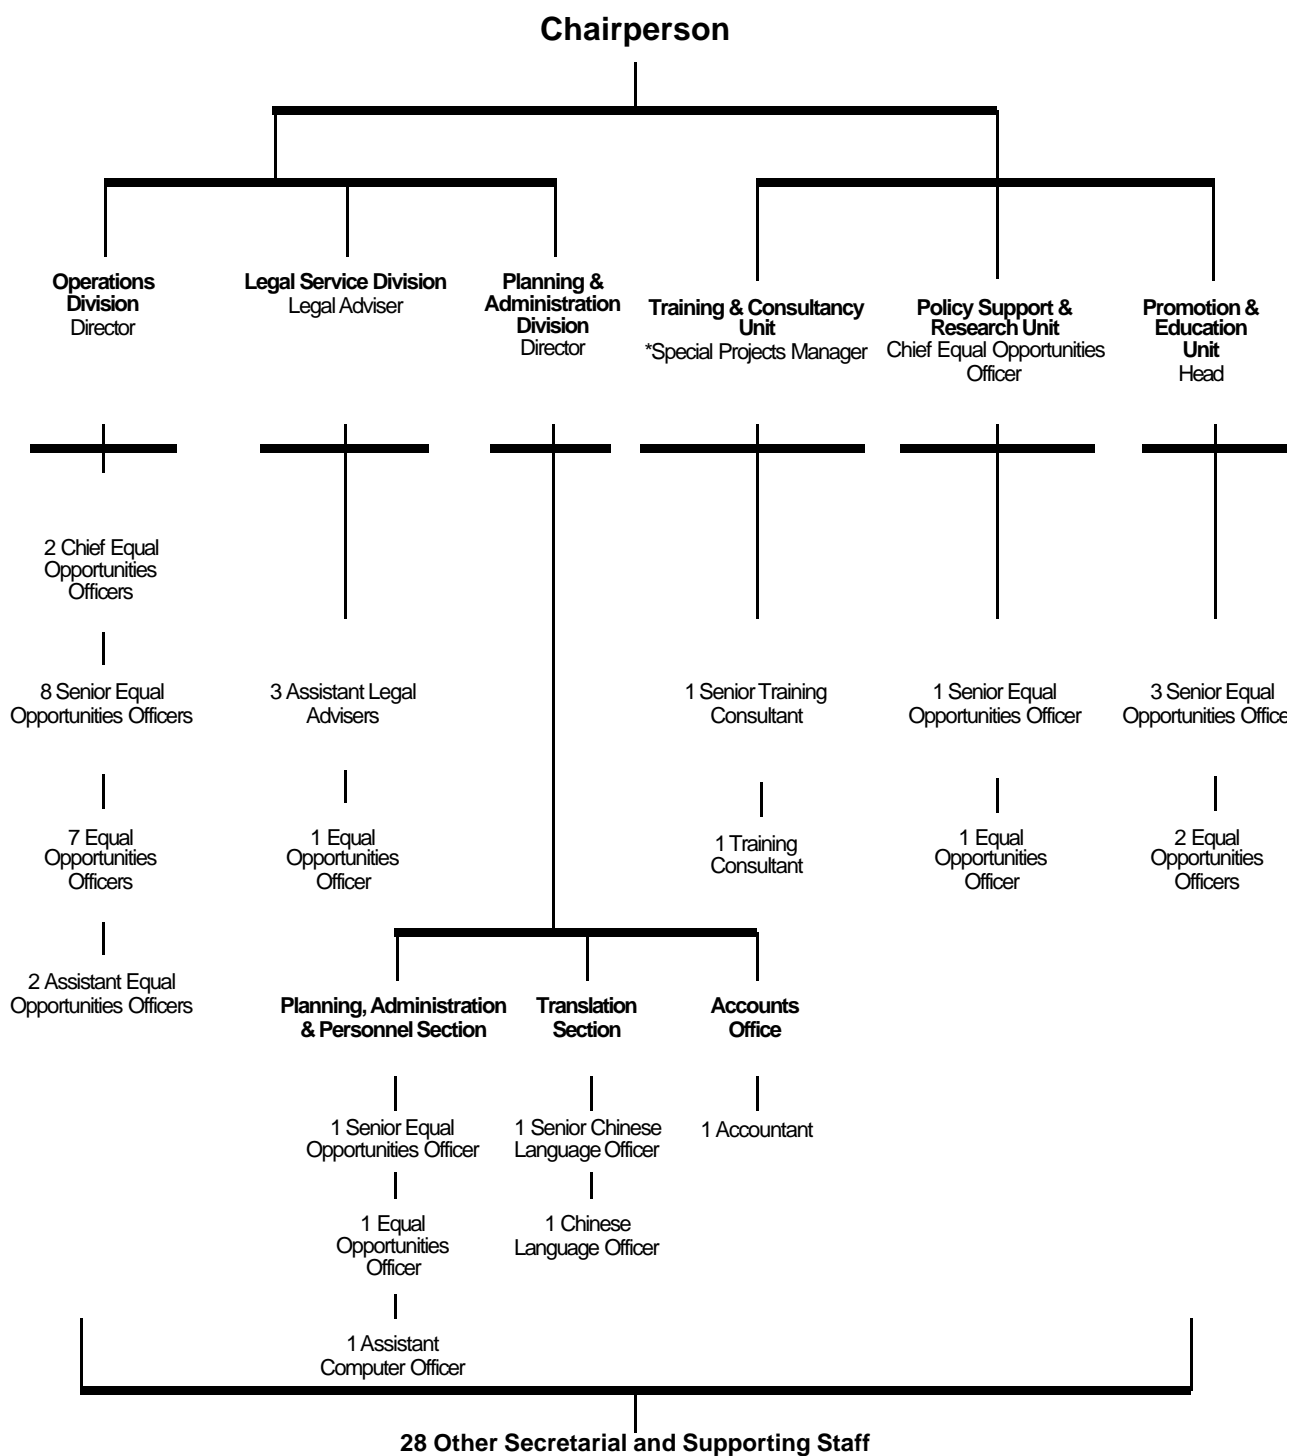 Chairperson
Operations
Division
Director
Legal Service Division
Legal Adviser
Planning &
Administration
Division
Director
Training & Consultancy
Unit
*Special Projects Manager
Policy Support &
Research Unit
Chief Equal Opportunities
Officer
Promotion &
Education
Unit
Head
2 Chief Equal
Opportunities
Officers
8 Senior Equal
Opportunities Officers
7 Equal
Opportunities
Officers
2 Assistant Equal
Opportunities Officers
3 Assistant Legal
Advisers
1 Equal
Opportunities
Officer
1 Senior Training
Consultant
1 Training
Consultant
1 Senior Equal
Opportunities Officer
1 Equal
Opportunities
Officer
3 Senior Equal
Opportunities Office
2 Equal
Opportunities
Officers
Planning, Administration
& Personnel Section
1 Senior Equal
Opportunities Officer
1 Equal
Opportunities
Officer
1 Assistant
Computer Officer
Translation
Section
1 Senior Chinese
Language Officer
1 Chinese
Language Officer
Accounts
Office
1 Accountant
28 Other Secretarial and Supporting Staff